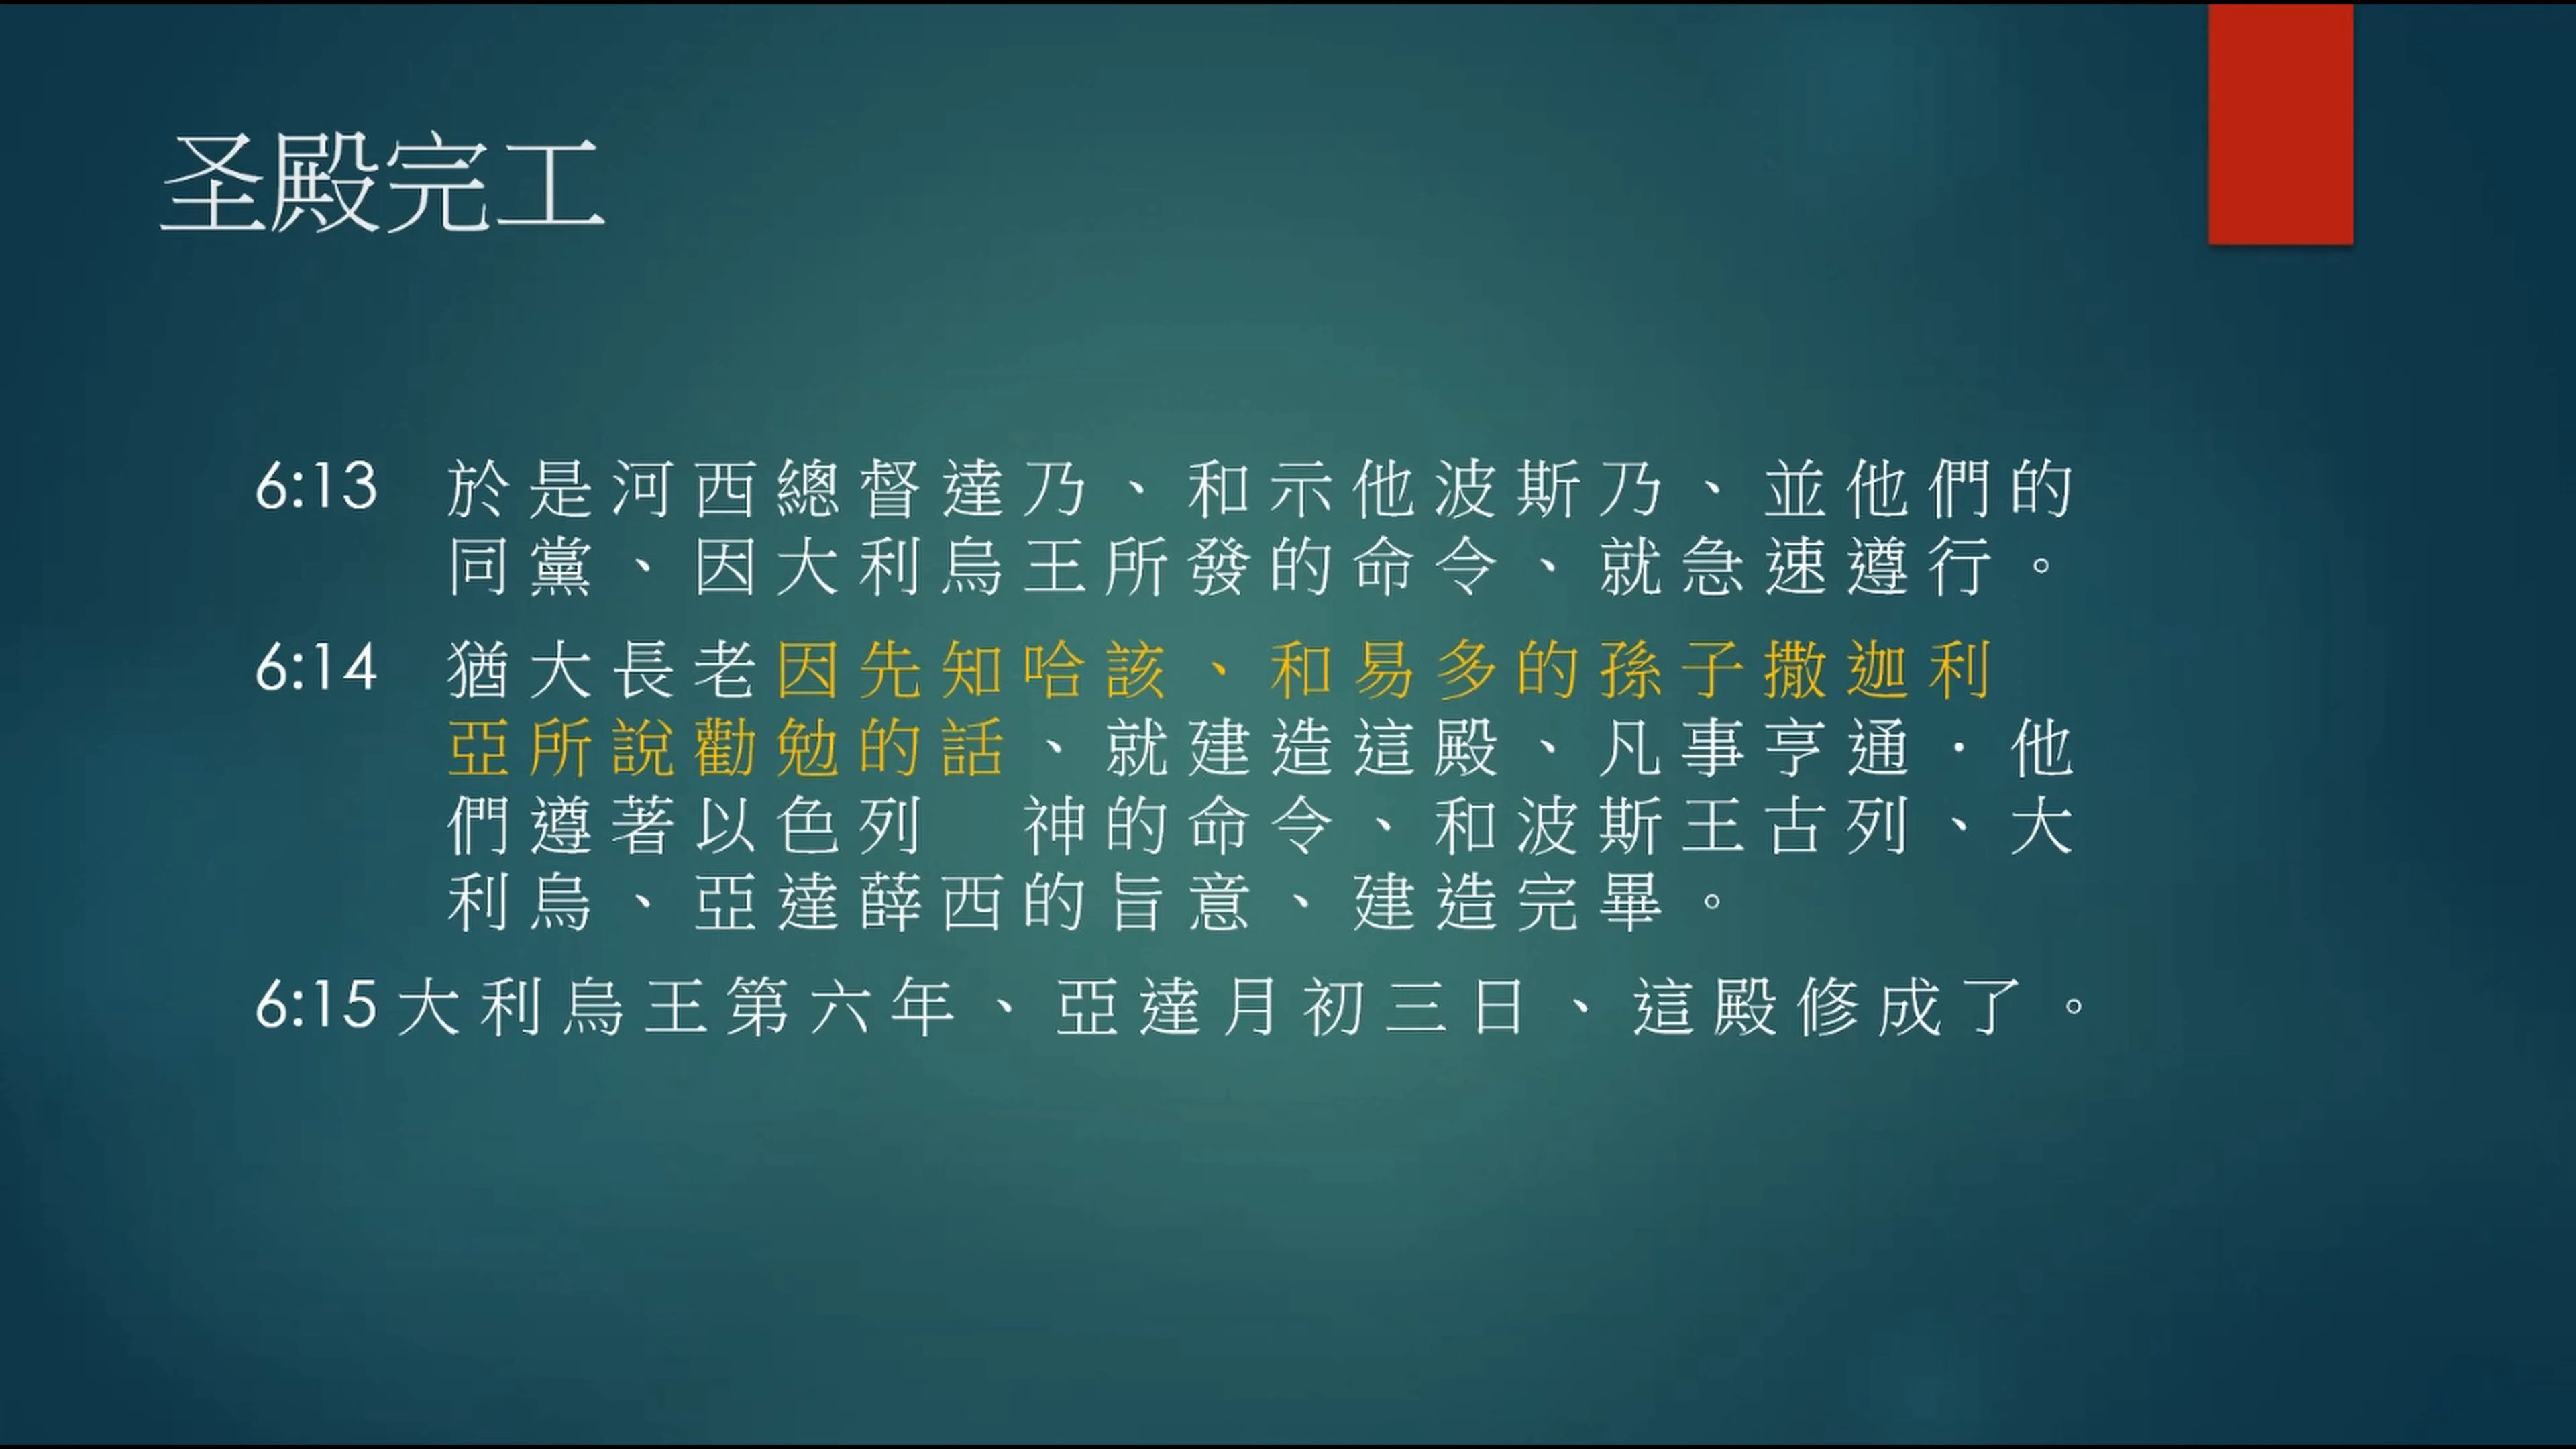 圣殿完工
6:13 於是河西總督達乃、和示他波斯乃、並他們的
同黨、因大利烏王所發的命令、就急速遵行。
6:14 猶大長老因先知哈該、和易多的孫子撒迦利
亞所說勸勉的話、就建造這殿、凡事亨通．他
們遵著以色列　神的命令、和波斯王古列、大
利烏、亞達薛西的旨意、建造完畢。
6:15 大利烏王第六年、亞達月初三日、這殿修成了。